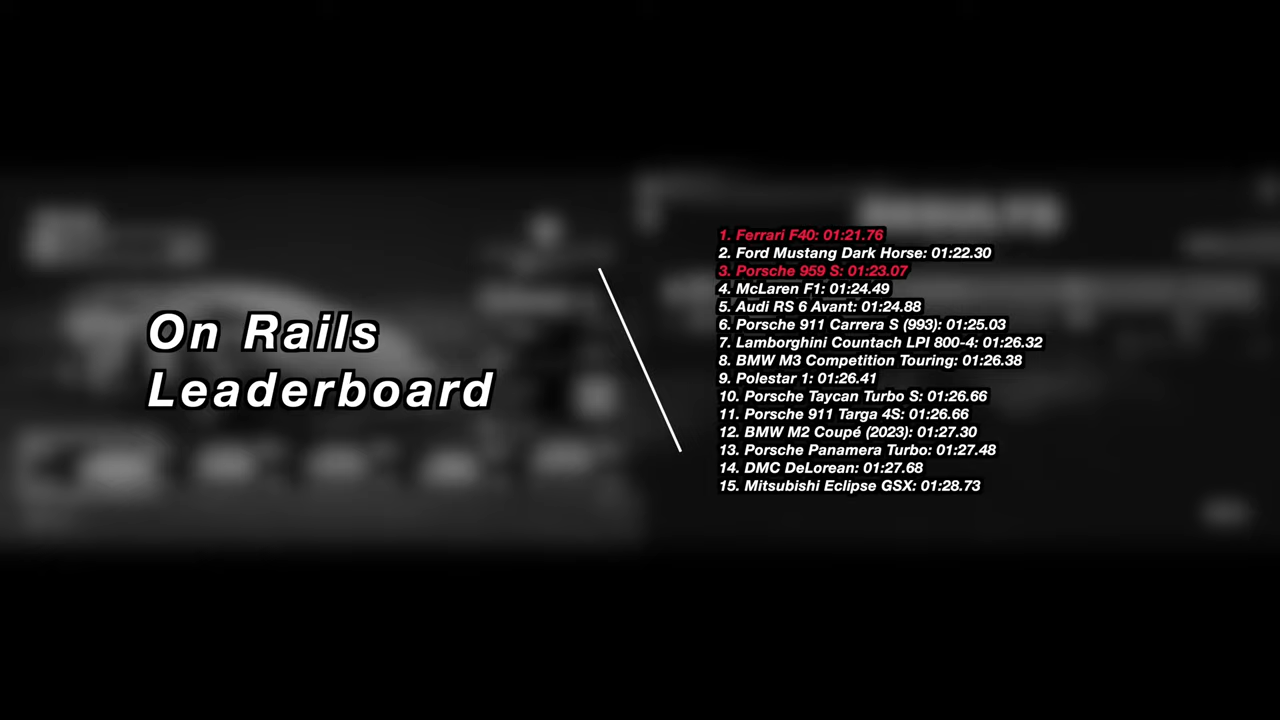 On Rails
Leaderboard
1. Ferrari F40: 01:21.76
2. Ford Mustang Dark Horse: 01:22.30
3. Porsche 959 S: 01:23.07
4. McLaren F1: 01:24.49
5. Audi RS 6 Avant: 01:24.88
6. Porsche 911 Carrera S (993): 01:25.03
7. Lamborghini Countach LPI 800-4: 01:26.32
8. BMW M3 Competition Touring: 01:26.38
9. Polestar 1: 01:26.41
10. Porsche Taycan Turbo S: 01:26.66
11. Porsche 911 Targa 4S: 01:26.66
12. BMW M2 Coupé (2023): 01:27.30
13. Porsche Panamera Turbo: 01:27.48
14. DMC DeLorean: 01:27.68
15. Mitsubishi Eclipse GSX: 01:28.73